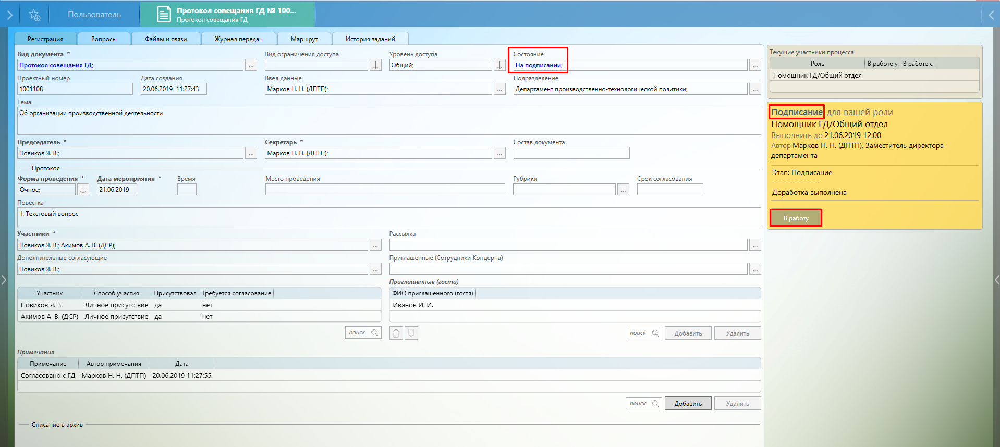 Пользователь
Протокол совещания ГД № 100...
Протокол совещания ГД
Регистрация Вопросы Файлы и связи Журнал передач Маршрут История заданий
Вид документа * Вид ограничения доступа Уровень доступа Состояние
Протокол совещания ГД; ... Общий; На подписании; ...
Проектный номер Дата создания Ввел данные Подразделение
1001108 20.06.2019 11:27:43 Марков Н. Н. (ДПТП); ... Департамент производственно-технологической политики; ...
Тема
Об организации производственной деятельности
Председатель * Секретарь * Состав документа
Новиков Я. В.; ... Марков Н. Н. (ДПТП); ...
Протокол
Форма проведения * Дата мероприятия * Время Место проведения Рубрики Срок согласования
Очное; 21.06.2019 ...
Повестка
1. Текстовый вопрос
Участники * Рассылка
Новиков Я. В.; Акимов А. В. (ДСР); ... ...
Дополнительные согласующие Приглашенные (Сотрудники Концерна)
Новиков Я. В.; ... ...
Приглашенные (гости)
Участник Способ участия Присутствовал Требуется согласование ФИО приглашенного (гостя)
Новиков Я. В. Личное присутствие да нет Иванов И. И.
Акимов А. В. (ДСР) Личное присутствие да нет
поиск поиск Добавить Удалить
Примечания
Примечание Автор примечания Дата
Согласовано с ГД Марков Н. Н. (ДПТП) 20.06.2019 11:27:55
поиск Добавить Удалить
Списание в архив
Текущие участники процесса
Роль В работе у В работе с
Помощник ГД/Общий отдел
Подписание для вашей роли
Помощник ГД/Общий отдел
Выполнить до 21.06.2019 12:00
Автор Марков Н. Н. (ДПТП), Заместитель директора
департамента
Этап: Подписание
---------------
Доработка выполнена
В работу